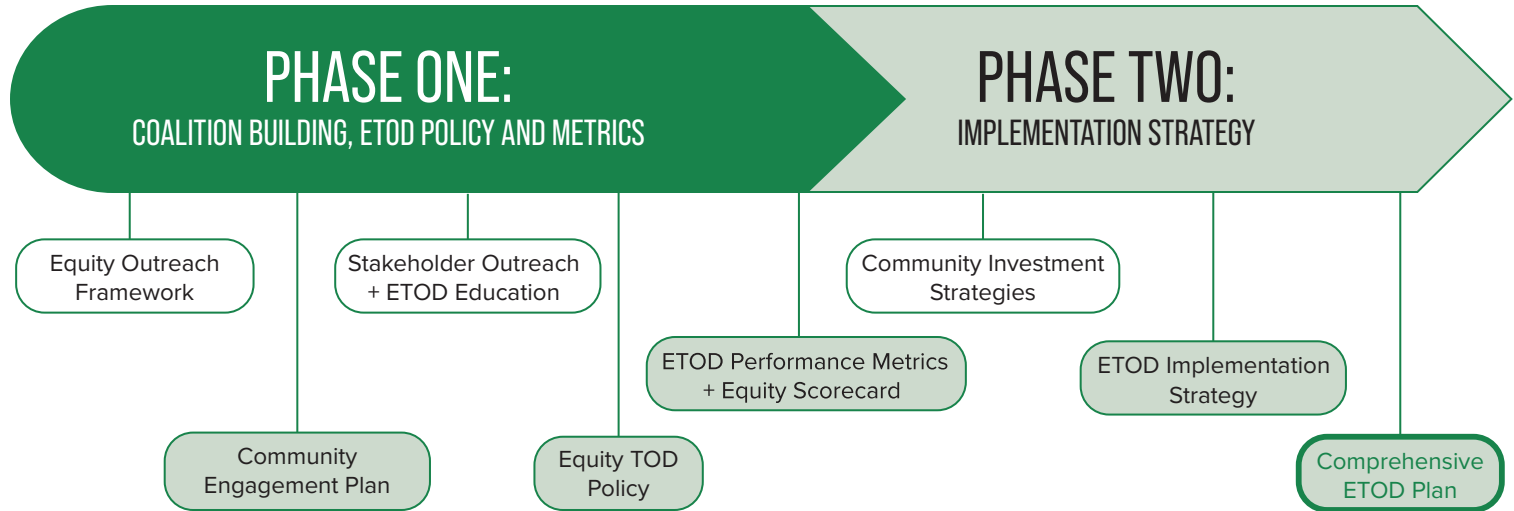 PHASE ONE:
COALITION BUILDING, ETOD POLICY AND METRICS
PHASE TWO:
IMPLEMENTATION STRATEGY
Equity Outreach
Framework
Community
Engagement Plan
Stakeholder Outreach
+ ETOD Education
Equity TOD
Policy
ETOD Performance Metrics
+ Equity Scorecard
Community Investment
Strategies
ETOD Implementation
Strategy
Comprehensive
ETOD Plan